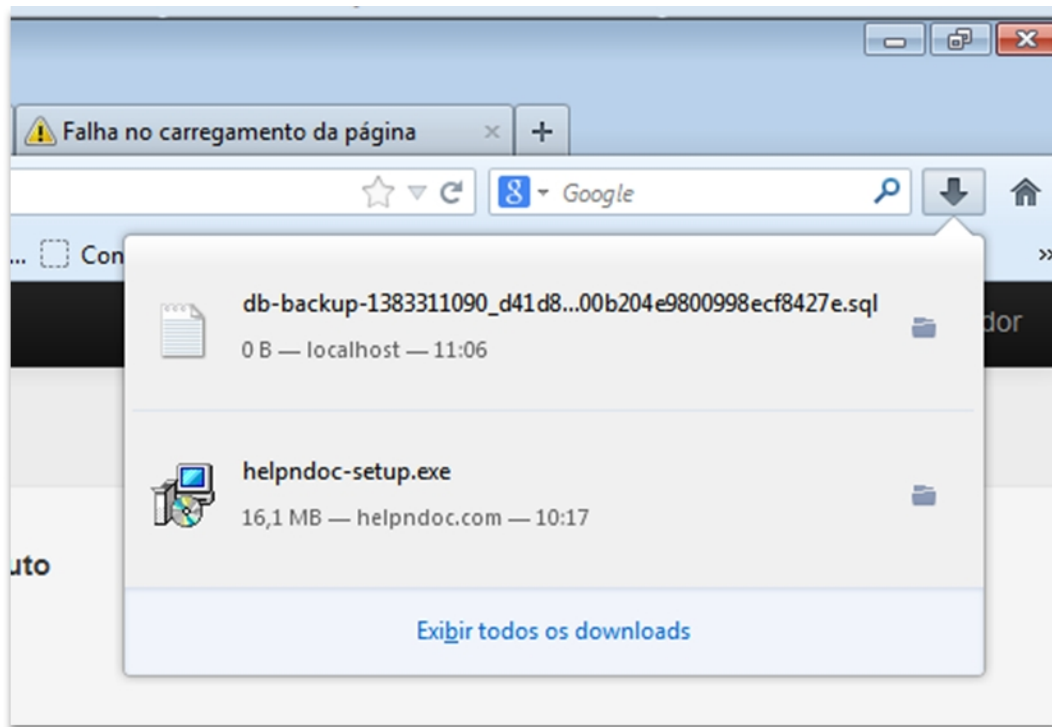 Falha no carregamento da página
Google
... Con
»
db-backup-1383311090_d41d8...00b204e9800998ecf8427e.sql
0 B — localhost — 11:06
dor
helpndoc-setup.exe
16,1 MB — helpndoc.com — 10:17
uto
Exibir todos os downloads